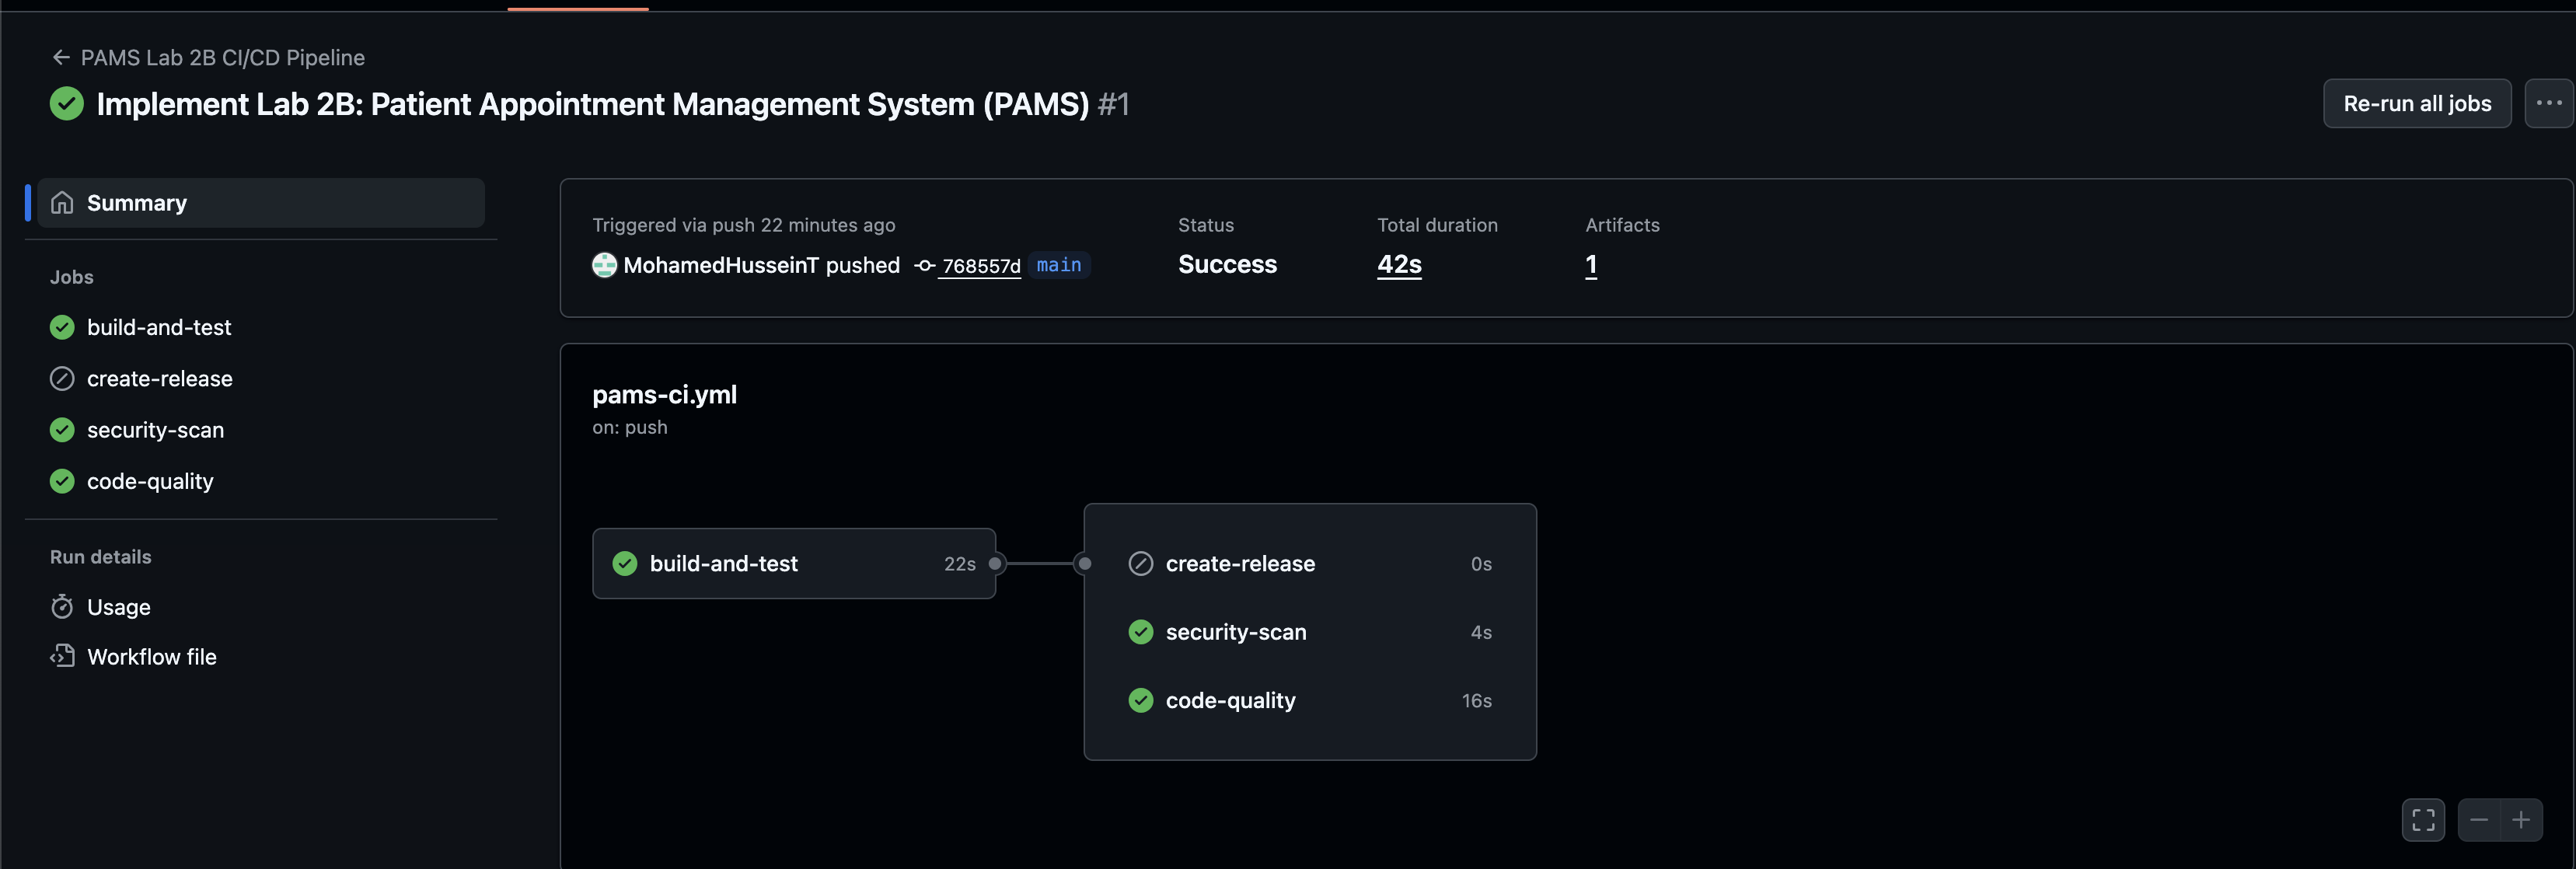 PAMS Lab 2B CI/CD Pipeline
Implement Lab 2B: Patient Appointment Management System (PAMS) #1
Re-run all jobs
Summary
Jobs
build-and-test
create-release
security-scan
code-quality
Run details
Usage
Workflow file
Triggered via push 22 minutes ago
MohamedHusseinT pushed 768557d main
Status
Success
Total duration
42s
Artifacts
1
pams-ci.yml
on: push
build-and-test 22s
create-release 0s
security-scan 4s
code-quality 16s